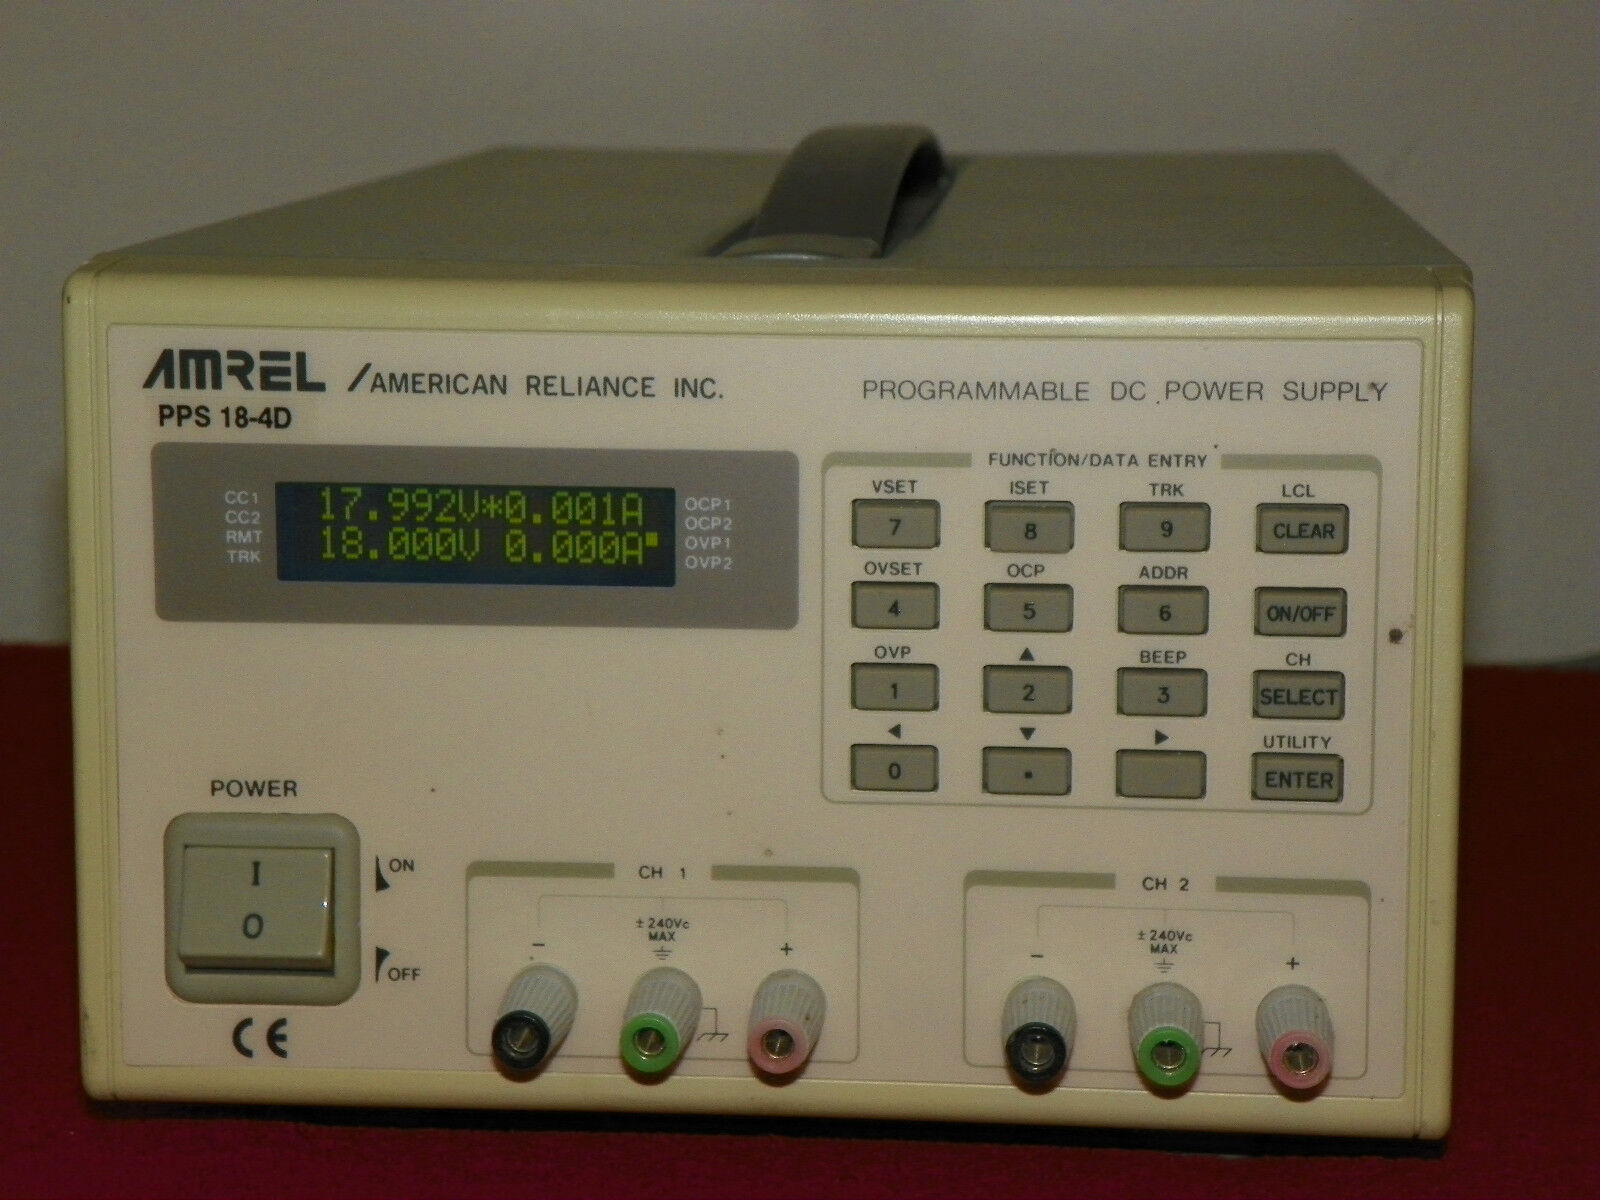 AMREL /AMERICAN RELIANCE INC. PROGRAMMABLE DC POWER SUPPLY
PPS 18-4D
CC1
CC2
RMT
TRK
17.992V*0.001A
18.000V 0.000A
OCP1
OCP2
OVP1
OVP2
FUNCTION/DATA ENTRY
VSET ISET TRK LCL
7 8 9 CLEAR
OVSET OCP ADDR
4 5 6 ON/OFF
OVP ▲ BEEP CH
1 2 3 SELECT
◀ ▼ ▶ UTILITY
0 . ENTER
POWER
I
O
ON
OFF
CE
CH 1
±240Vc
MAX
- +
CH 2
±240Vc
MAX
- +